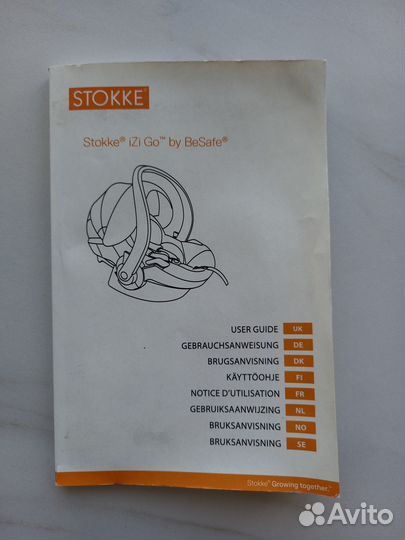 STOKKE®
Stokke® iZi Go™ by BeSafe®
USER GUIDE UK
GEBRAUCHSANWEISUNG DE
BRUGSANVISNING DK
KÄYTTÖOHJE FI
NOTICE D'UTILISATION FR
GEBRUIKSAANWIJZING NL
BRUKSANVISNING NO
BRUKSANVISNING SE
Stokke® Growing together.™
Avito